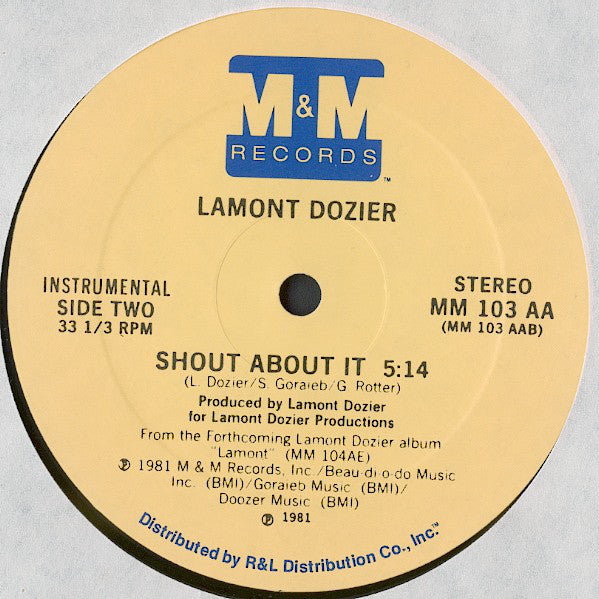 M&M
RECORDS
™
LAMONT DOZIER
INSTRUMENTAL
SIDE TWO
33 1/3 RPM
STEREO
MM 103 AA
(MM 103 AAB)
SHOUT ABOUT IT 5:14
(L. Dozier/S. Goraieb/G. Rotter)
Produced by Lamont Dozier
for Lamont Dozier Productions
From the Forthcoming Lamont Dozier album
"Lamont" (MM 104AE)
℗ 1981 M & M Records, Inc./Beau-di-o-do Music
Inc. (BMI)/Goraieb Music (BMI)/
Doozer Music (BMI)
℗ 1981
Distributed by R&L Distribution Co., Inc.™